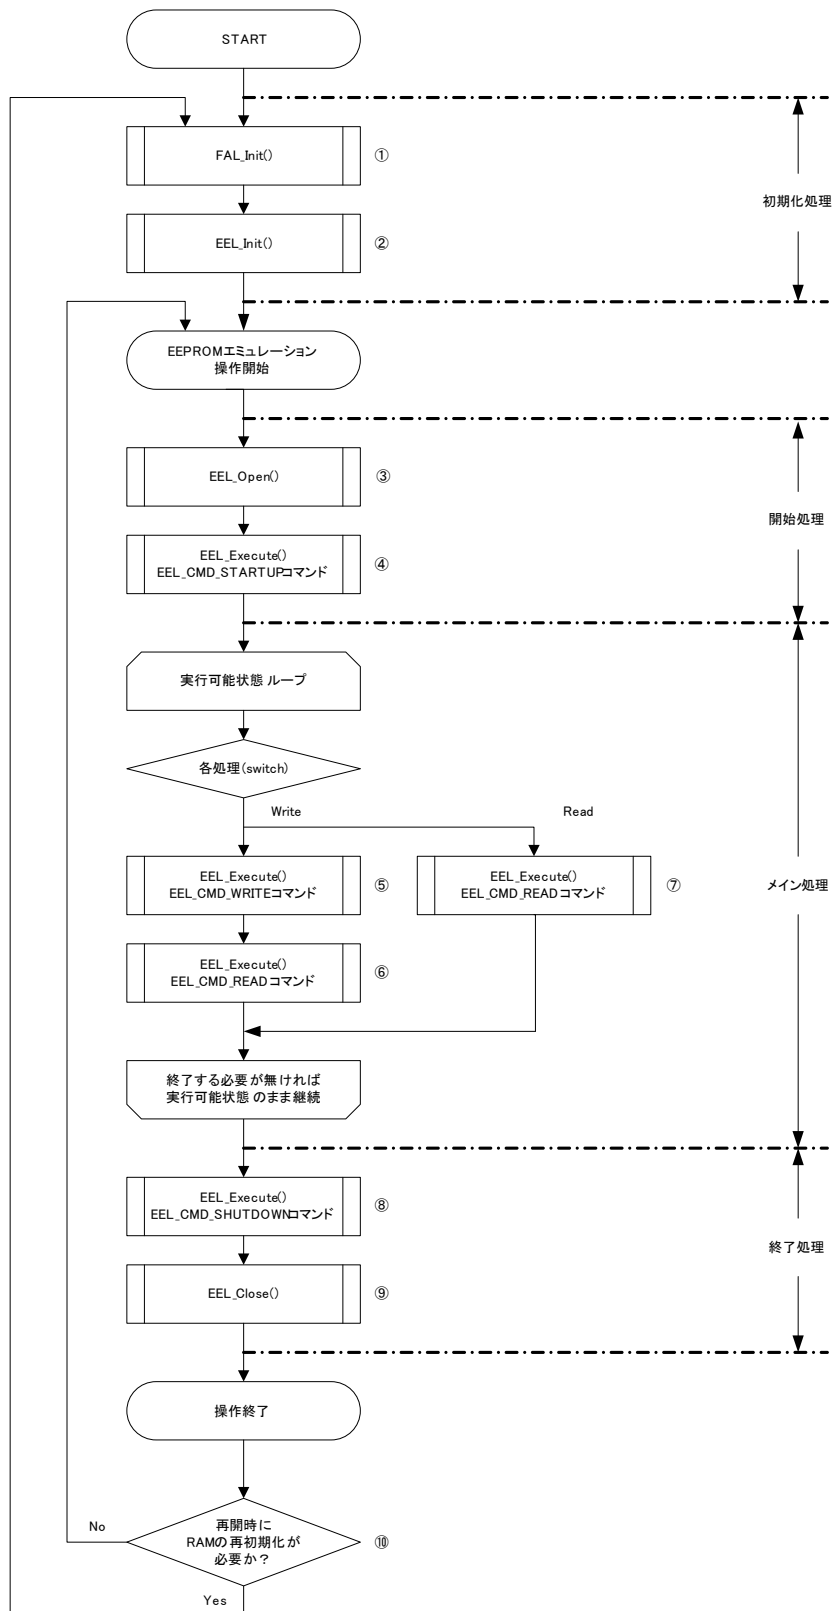 START
FAL_Init()
①
初期化処理
EEL_Init()
②
EEPROMエミュレーション
操作開始
EEL_Open()
③
開始処理
EEL_Execute()
EEL_CMD_STARTUPコマンド
④
実行可能状態 ループ
各処理(switch)
Write
Read
EEL_Execute()
EEL_CMD_WRITEコマンド
⑤
EEL_Execute()
EEL_CMD_READコマンド
⑦
メイン処理
EEL_Execute()
EEL_CMD_READコマンド
⑥
終了する必要が無ければ
実行可能状態 のまま継続
EEL_Execute()
EEL_CMD_SHUTDOWNコマンド
⑧
終了処理
EEL_Close()
⑨
操作終了
再開時に
RAMの再初期化が
必要か？
⑩
No
Yes